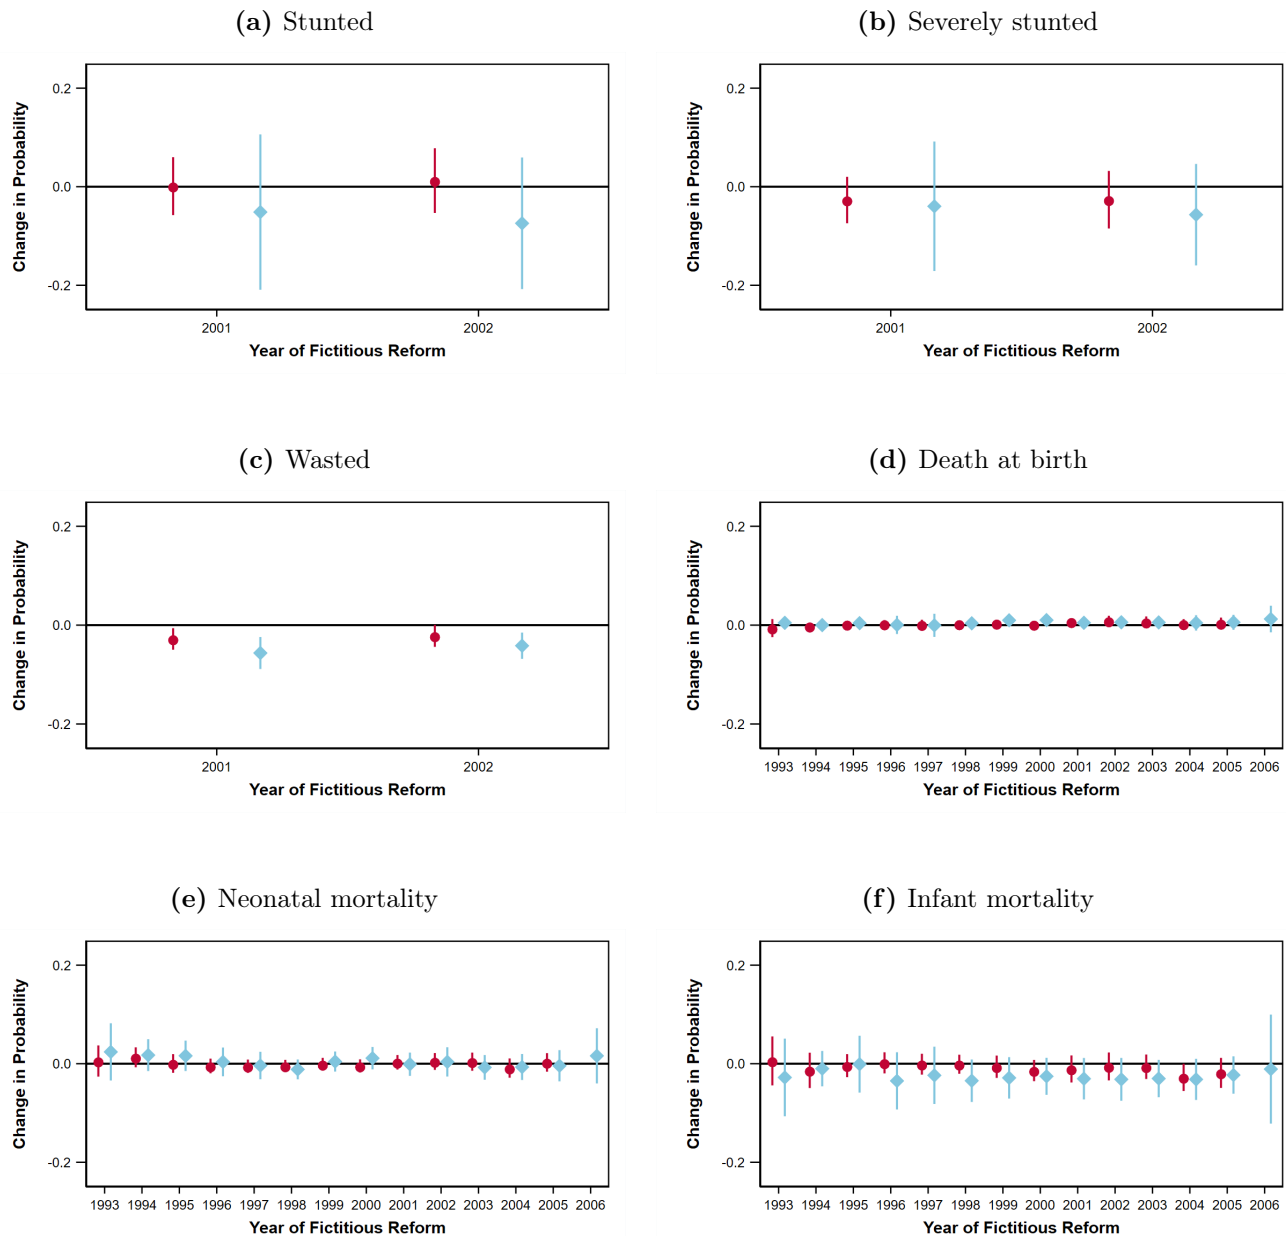 (a) Stunted
0.2
0.0
-0.2
Change in Probability
2001 2002
Year of Fictitious Reform
(b) Severely stunted
0.2
0.0
-0.2
Change in Probability
2001 2002
Year of Fictitious Reform
(c) Wasted
0.2
0.0
-0.2
Change in Probability
2001 2002
Year of Fictitious Reform
(d) Death at birth
0.2
0.0
-0.2
Change in Probability
1993 1994 1995 1996 1997 1998 1999 2000 2001 2002 2003 2004 2005 2006
Year of Fictitious Reform
(e) Neonatal mortality
0.2
0.0
-0.2
Change in Probability
1993 1994 1995 1996 1997 1998 1999 2000 2001 2002 2003 2004 2005 2006
Year of Fictitious Reform
(f) Infant mortality
0.2
0.0
-0.2
Change in Probability
1993 1994 1995 1996 1997 1998 1999 2000 2001 2002 2003 2004 2005 2006
Year of Fictitious Reform